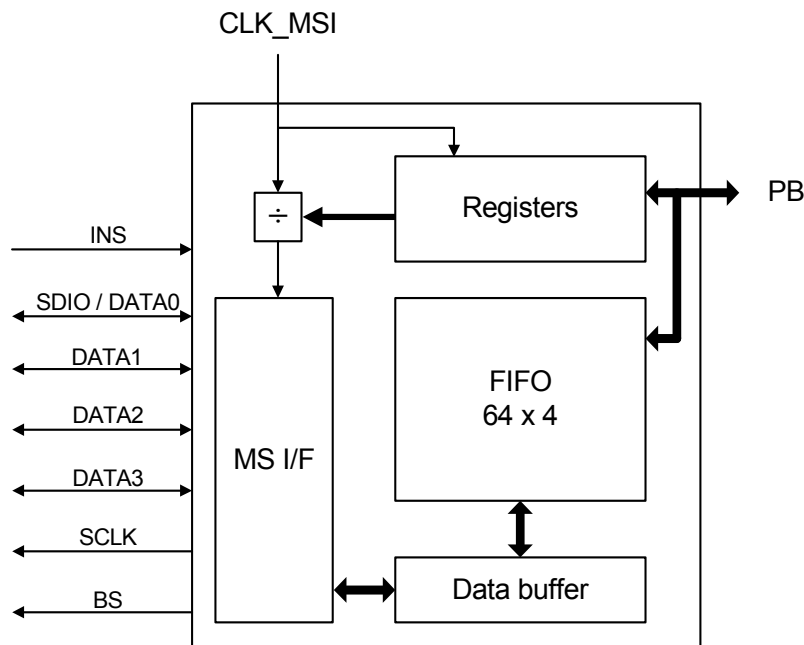 CLK_MSI
Registers
PB
÷
INS
SDIO / DATA0
DATA1
DATA2
DATA3
SCLK
BS
MS I/F
FIFO
64 x 4
Data buffer